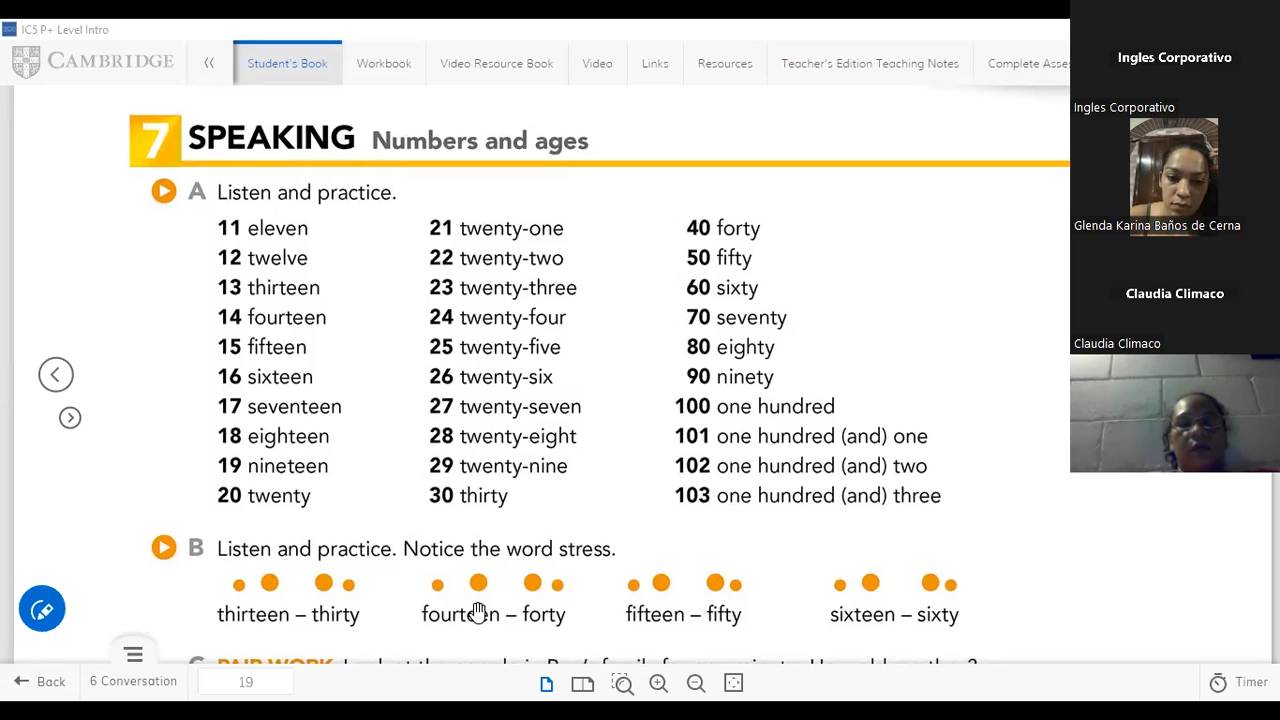 IC5 P+ Level Intro
CAMBRIDGE
Student's Book
Workbook
Video Resource Book
Video
Links
Resources
Teacher's Edition Teaching Notes
Complete Asses
7 SPEAKING Numbers and ages
A Listen and practice.
11 eleven
12 twelve
13 thirteen
14 fourteen
15 fifteen
16 sixteen
17 seventeen
18 eighteen
19 nineteen
20 twenty
21 twenty-one
22 twenty-two
23 twenty-three
24 twenty-four
25 twenty-five
26 twenty-six
27 twenty-seven
28 twenty-eight
29 twenty-nine
30 thirty
40 forty
50 fifty
60 sixty
70 seventy
80 eighty
90 ninety
100 one hundred
101 one hundred (and) one
102 one hundred (and) two
103 one hundred (and) three
B Listen and practice. Notice the word stress.
thirteen – thirty
fourteen – forty
fifteen – fifty
sixteen – sixty
Back
6 Conversation
19
Timer
Ingles Corporativo
Ingles Corporativo
Glenda Karina Baños de Cerna
Claudia Climaco
Claudia Climaco